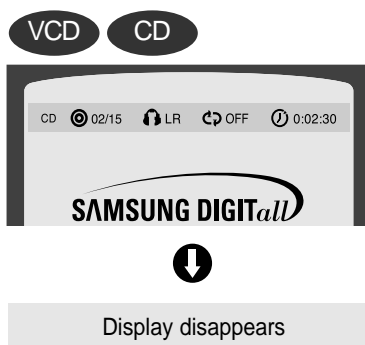 VCD CD
CD 02/15 LR OFF 0:02:30
SAMSUNG DIGITall
Display disappears